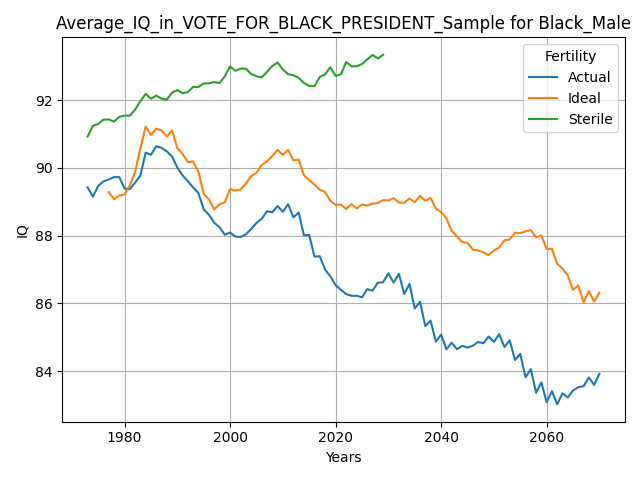 Average_IQ_in_VOTE_FOR_BLACK_PRESIDENT_Sample for Black_Male
Fertility
Actual
Ideal
Sterile
92
90
88
86
84
IQ
1980 2000 2020 2040 2060
Years